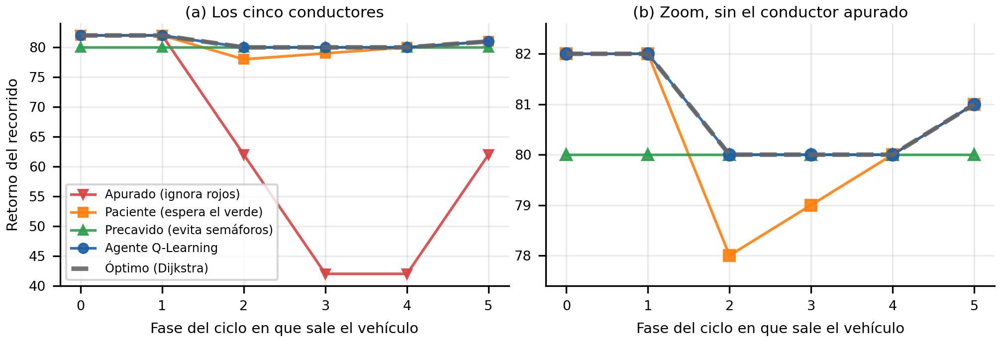 (a) Los cinco conductores
Retorno del recorrido
80
75
70
65
60
55
50
45
40
Apurado (ignora rojos)
Paciente (espera el verde)
Precavido (evita semáforos)
Agente Q-Learning
Óptimo (Dijkstra)
0 1 2 3 4 5
Fase del ciclo en que sale el vehículo
(b) Zoom, sin el conductor apurado
82
81
80
79
78
0 1 2 3 4 5
Fase del ciclo en que sale el vehículo